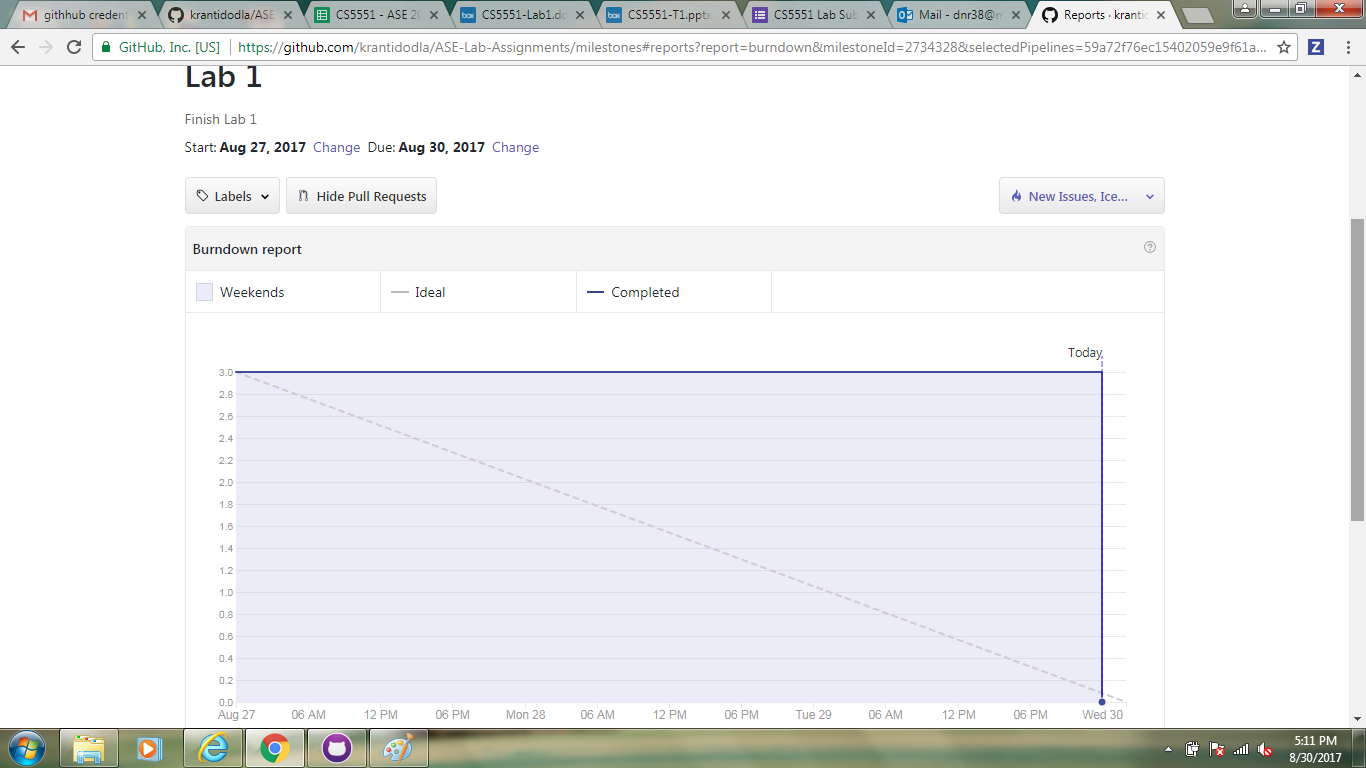 githhub credent
krantidodla/ASE
CS5551 - ASE 20
CS5551-Lab1.do
CS5551-T1.pptx
CS5551 Lab Sub
Mail - dnr38@m
Reports · krantic
GitHub, Inc. [US] https://github.com/krantidodla/ASE-Lab-Assignments/milestones#reports?report=burndown&milestoneId=2734328&selectedPipelines=59a72f76ec15402059e9f61a...
Z
Lab 1
Finish Lab 1
Start: Aug 27, 2017 Change Due: Aug 30, 2017 Change
Labels Hide Pull Requests New Issues, Ice...
Burndown report
Weekends Ideal Completed
Today
3.0
2.8
2.6
2.4
2.2
2.0
1.8
1.6
1.4
1.2
1.0
0.8
0.6
0.4
0.2
0.0
Aug 27 06 AM 12 PM 06 PM Mon 28 06 AM 12 PM 06 PM Tue 29 06 AM 12 PM 06 PM Wed 30
5:11 PM
8/30/2017